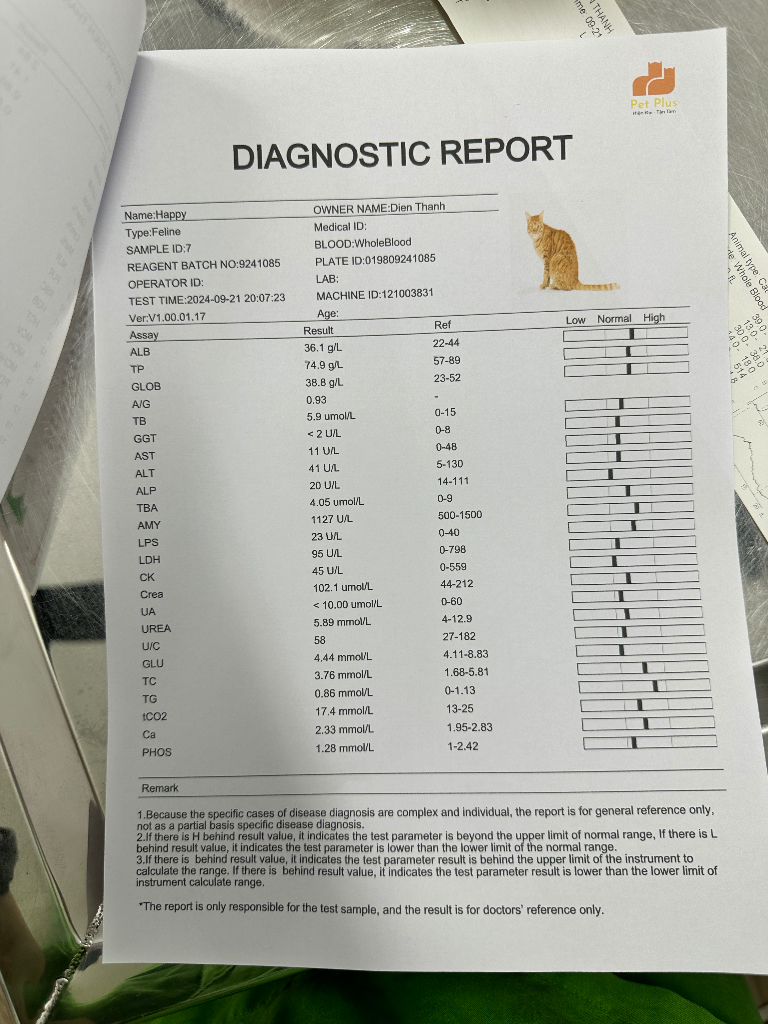 N THANH
me: 09-21
L
Pet Plus
Hiện Đại - Tận Tâm
DIAGNOSTIC REPORT
Name:Happy OWNER NAME:Dien Thanh
Type:Feline Medical ID:
SAMPLE ID:7 BLOOD:WholeBlood
REAGENT BATCH NO:9241085 PLATE ID:019809241085
OPERATOR ID: LAB:
TEST TIME:2024-09-21 20:07:23 MACHINE ID:121003831
Ver:V1.00.01.17 Age:
Assay Result Ref Low Normal High
ALB 36.1 g/L 22-44
TP 74.9 g/L 57-89
GLOB 38.8 g/L 23-52
A/G 0.93 -
TB 5.9 umol/L 0-15
GGT < 2 U/L 0-8
AST 11 U/L 0-48
ALT 41 U/L 5-130
ALP 20 U/L 14-111
TBA 4.05 umol/L 0-9
AMY 1127 U/L 500-1500
LPS 23 U/L 0-40
LDH 95 U/L 0-798
CK 45 U/L 0-559
Crea 102.1 umol/L 44-212
UA < 10.00 umol/L 0-60
UREA 5.89 mmol/L 4-12.9
U/C 58 27-182
GLU 4.44 mmol/L 4.11-8.83
TC 3.76 mmol/L 1.68-5.81
TG 0.86 mmol/L 0-1.13
tCO2 17.4 mmol/L 13-25
Ca 2.33 mmol/L 1.95-2.83
PHOS 1.28 mmol/L 1-2.42
Remark
1.Because the specific cases of disease diagnosis are complex and individual, the report is for general reference only,
not as a partial basis specific disease diagnosis.
2.If there is H behind result value, it indicates the test parameter is beyond the upper limit of normal range, If there is L
behind result value, it indicates the test parameter is lower than the lower limit of the normal range.
3.If there is behind result value, it indicates the test parameter result is behind the upper limit of the instrument to
calculate the range. If there is behind result value, it indicates the test parameter result is lower than the lower limit of
instrument calculate range.
*The report is only responsible for the test sample, and the result is for doctors' reference only.
Animal type: Ca
de: Whole Blood